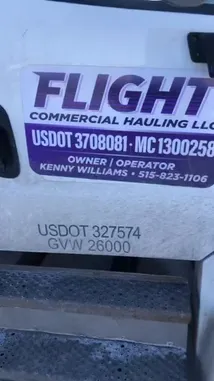 FLIGHT
COMMERCIAL HAULING LLC
USDOT 3708081 · MC 1300258
OWNER | OPERATOR
KENNY WILLIAMS · 515-823-1106
USDOT 327574
GVW 26000